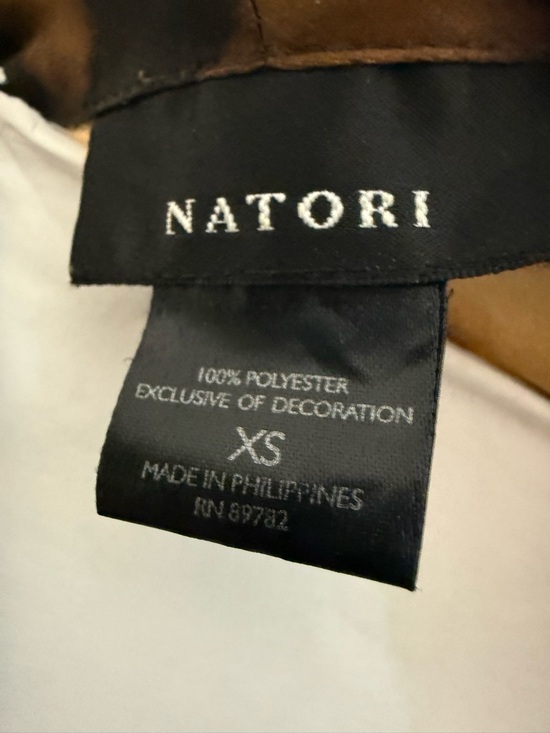 NATORI
100% POLYESTER
EXCLUSIVE OF DECORATION
XS
MADE IN PHILIPPINES
RN 89782